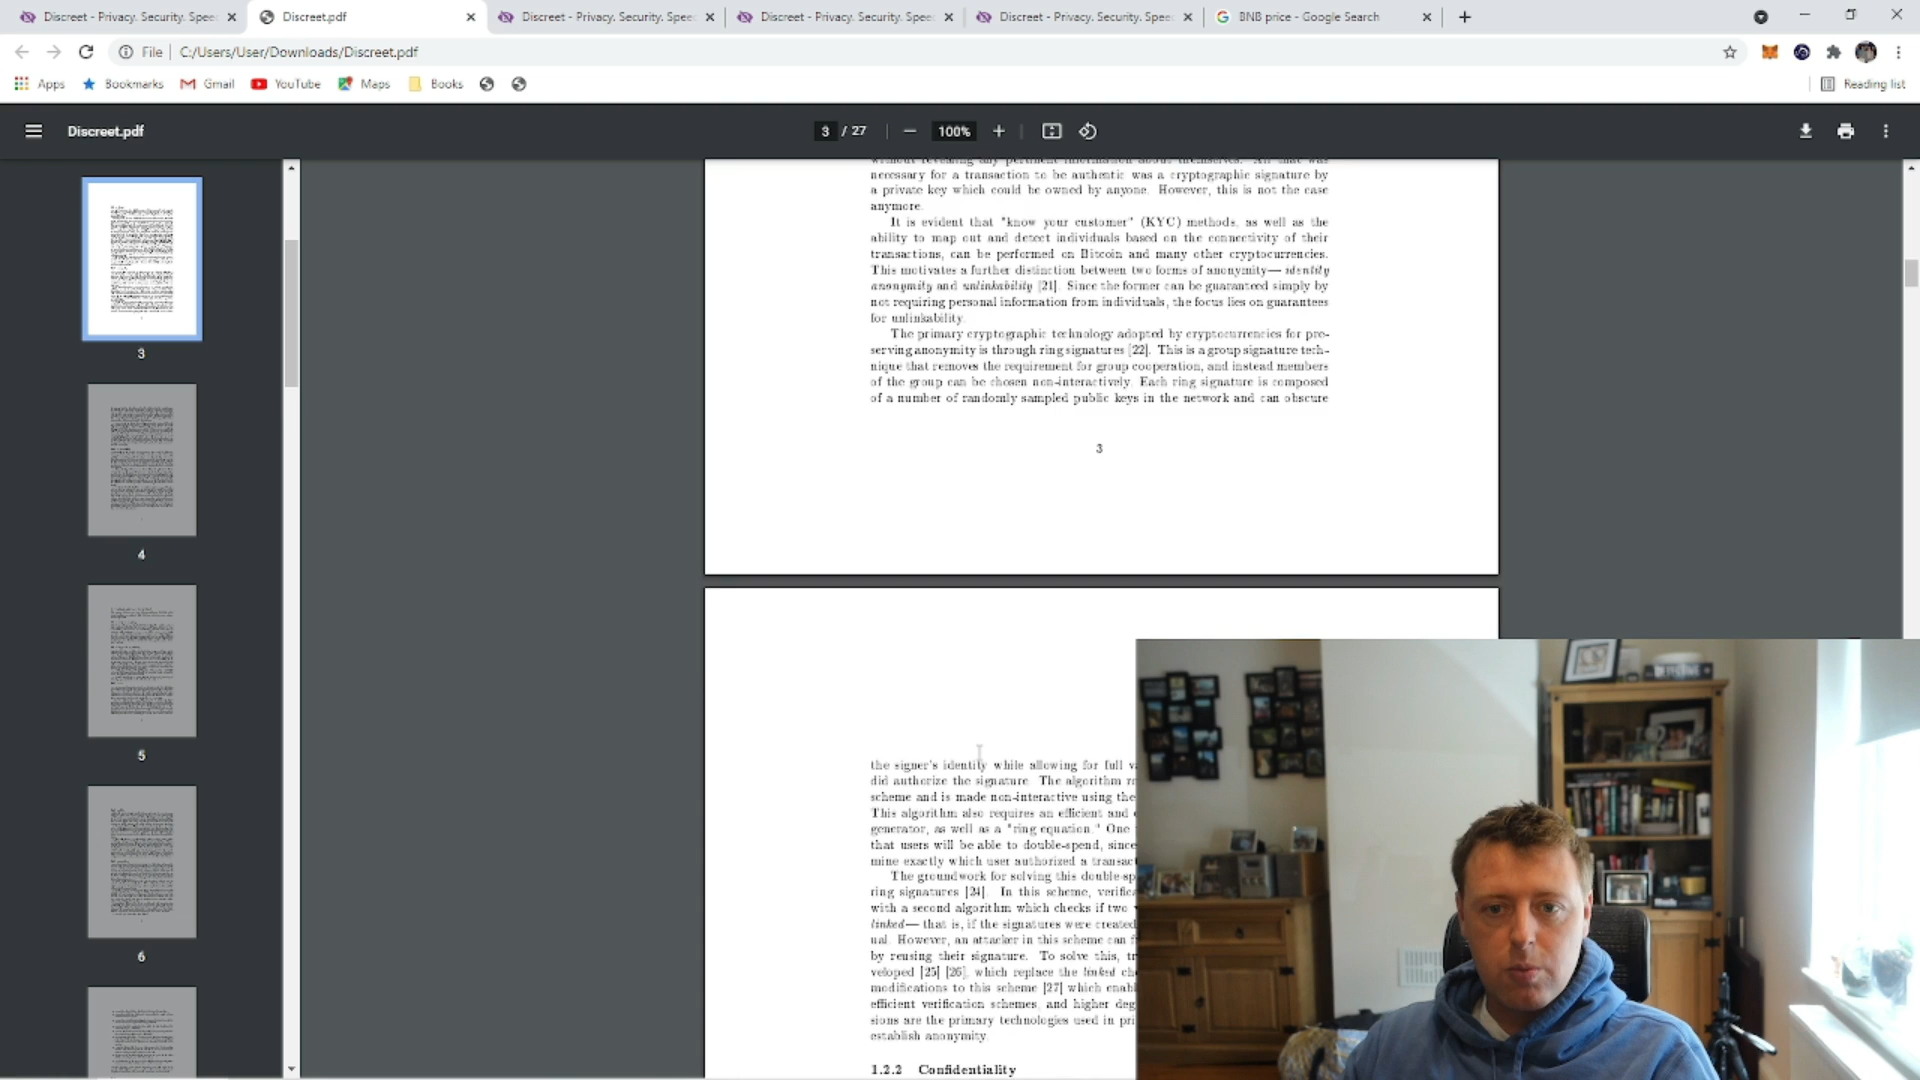 Discreet - Privacy. Security. Spee
Discreet.pdf
Discreet - Privacy. Security. Spee
Discreet - Privacy. Security. Spee
Discreet - Privacy. Security. Spee
BNB price - Google Search
File
C:/Users/User/Downloads/Discreet.pdf
Apps
Bookmarks
Gmail
YouTube
Maps
Books
Reading list
Discreet.pdf
3 / 27
100%
3
4
5
6
without revealing any pertinent information about themselves. All that was
necessary for a transaction to be authentic was a cryptographic signature by
a private key which could be owned by anyone. However, this is not the case
anymore.
It is evident that "know your customer" (KYC) methods, as well as the
ability to map out and detect individuals based on the connectivity of their
transactions, can be performed on Bitcoin and many other cryptocurrencies.
This motivates a further distinction between two forms of anonymity— identity
anonymity and unlinkability [21]. Since the former can be guaranteed simply by
not requiring personal information from individuals, the focus lies on guarantees
for unlinkability.
The primary cryptographic technology adopted by cryptocurrencies for pre-
serving anonymity is through ring signatures [22]. This is a group signature tech-
nique that removes the requirement for group cooperation, and instead members
of the group can be chosen non-interactively. Each ring signature is composed
of a number of randomly sampled public keys in the network and can obscure
3
the signer's identity while allowing for full v
did authorize the signature. The algorithm r
scheme and is made non-interactive using the
This algorithm also requires an efficient and
generator, as well as a "ring equation." One
that users will be able to double-spend, since
mine exactly which user authorized a transact
The groundwork for solving this double-sp
ring signatures [24]. In this scheme, verifica
with a second algorithm which checks if two
linked— that is, if the signatures were created
ual. However, an attacker in this scheme can f
by reusing their signature. To solve this, tr
veloped [25] [26], which replace the linked ch
modifications to this scheme [27] which enabl
efficient verification schemes, and higher deg
sions are the primary technologies used in pri
establish anonymity.
1.2.2 Confidentiality